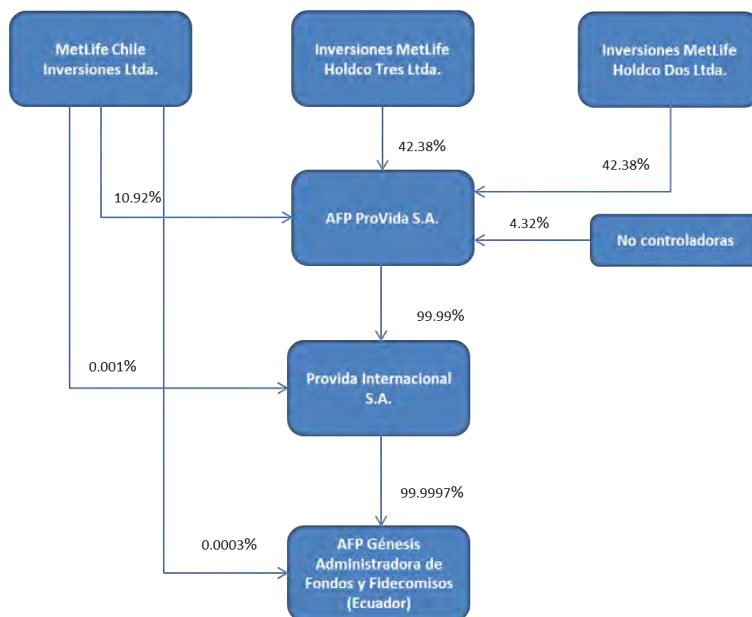 MetLife Chile
Inversiones Ltda.
Inversiones MetLife
Holdco Tres Ltda.
Inversiones MetLife
Holdco Dos Ltda.
42.38%
42.38%
10.92%
AFP ProVida S.A.
4.32%
No controladoras
99.99%
0.001%
Provida Internacional
S.A.
99.9997%
0.0003%
AFP Génesis
Administradora de
Fondos y Fidecomisos
(Ecuador)